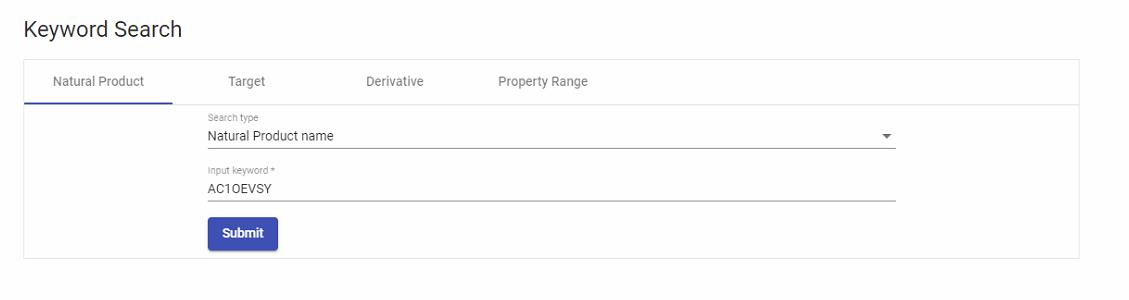 Keyword Search
Natural Product Target Derivative Property Range
Search type
Natural Product name
Input keyword *
AC1OEVSY
Submit